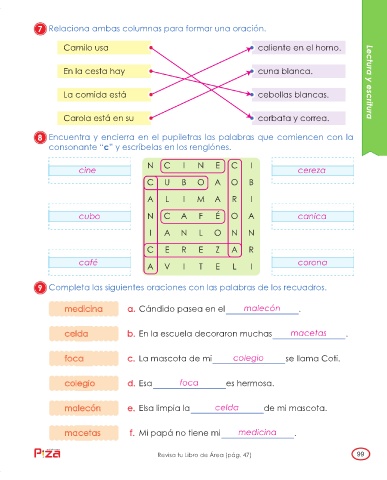 7 Relaciona ambas columnas para formar una oración.
Camilo usa
caliente en el horno.
En la cesta hay
cuna blanca.
La comida está
cebollas blancas.
Carola está en su
corbata y correa.
Lectura y escritura
8 Encuentra y encierra en el pupiletras las palabras que comiencen con la
consonante “c” y escríbelas en los renglones.
cine
cubo
café
N C I N E C I
C U B O A O B
A L I M A R I
N C A F É O A
I A N L O N N
C E R E Z A R
A V I T E L I
cereza
canica
corona
9 Completa las siguientes oraciones con las palabras de los recuadros.
medicina
a. Cándido pasea en el malecón.
celda
b. En la escuela decoraron muchas macetas.
foca
c. La mascota de mi colegio se llama Cofi.
colegio
d. Esa foca es hermosa.
malecón
e. Elsa limpia la celda de mi mascota.
macetas
f. Mi papá no tiene mi medicina.
Revisa tu Libro de Área (pág. 47)
99